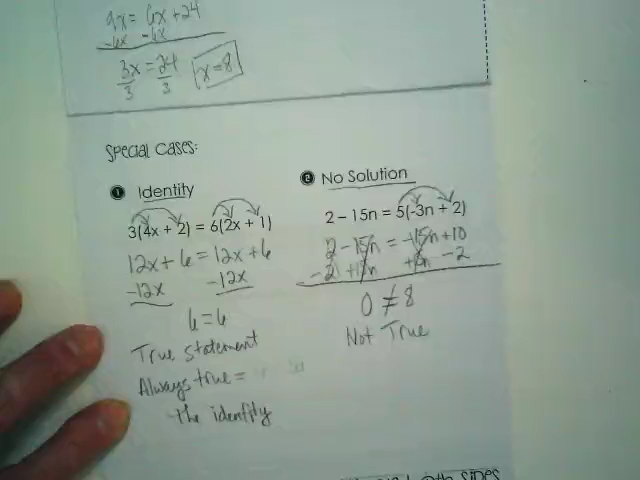 9x = 6x + 24
-6x -6x
3x = 24
3 3
x = 8
Special Cases:
1 Identity
3(4x + 2) = 6(2x + 1)
12x + 6 = 12x + 6
-12x -12x
6 = 6
True statement
Always true =
the identity
2 No Solution
2 – 15n = 5(-3n + 2)
2 - 15n = -15n + 10
-2 +15n +15n -2
0 ≠ 8
Not True
SIDES